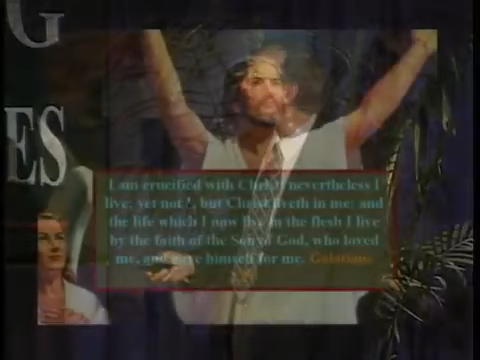 G
ES
I am crucified with Christ nevertheless I
live; yet not I, but Christ liveth in me: and
the life which I now live in the flesh I live
by the faith of the Son of God, who loved
me, and gave himself for me. Galatians